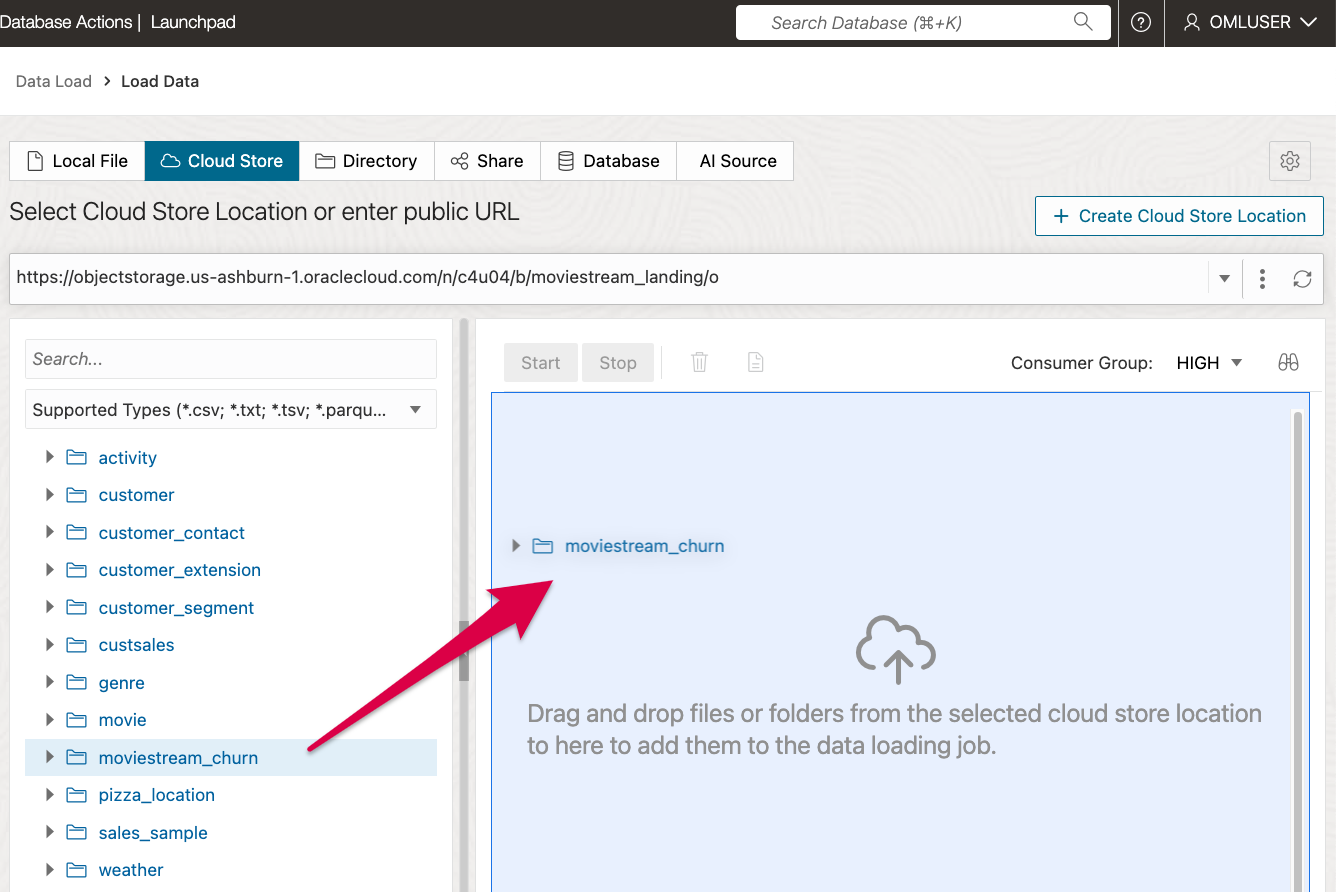 Database Actions | Launchpad
Search Database (⌘+K)
OMLUSER
Data Load > Load Data
Local File
Cloud Store
Directory
Share
Database
AI Source
Select Cloud Store Location or enter public URL
+ Create Cloud Store Location
https://objectstorage.us-ashburn-1.oraclecloud.com/n/c4u04/b/moviestream_landing/o
Search...
Supported Types (*.csv; *.txt; *.tsv; *.parqu...
activity
customer
customer_contact
customer_extension
customer_segment
custsales
genre
movie
moviestream_churn
pizza_location
sales_sample
weather
Start
Stop
Consumer Group: HIGH
moviestream_churn
Drag and drop files or folders from the selected cloud store location
to here to add them to the data loading job.